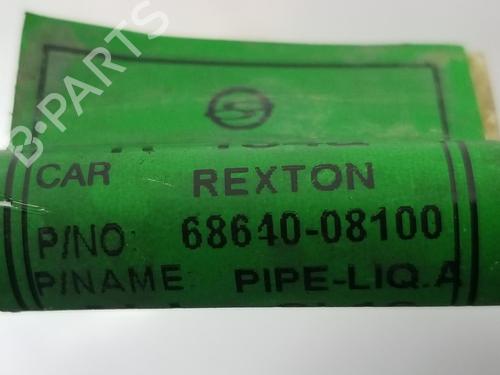 CAR REXTON
P/NO: 68640-08100
P/NAME PIPE-LIQ.A
B-PARTS